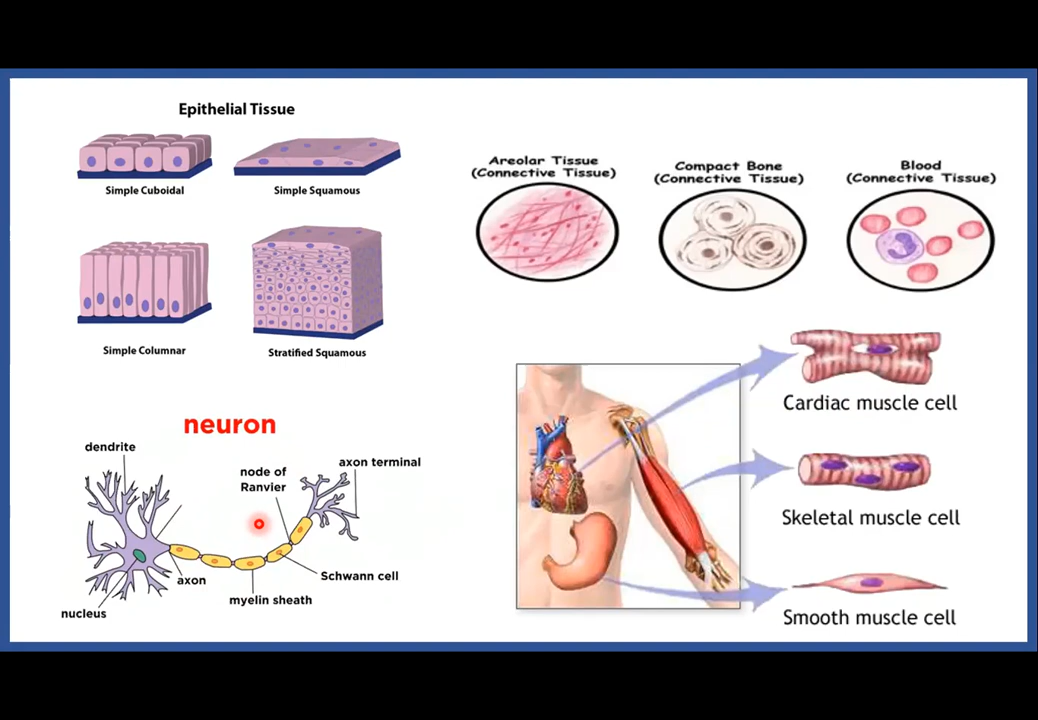 Epithelial Tissue
Simple Cuboidal
Simple Squamous
Simple Columnar
Stratified Squamous
Areolar Tissue
(Connective Tissue)
Compact Bone
(Connective Tissue)
Blood
(Connective Tissue)
neuron
dendrite
node of
Ranvier
axon terminal
axon
Schwann cell
myelin sheath
nucleus
Cardiac muscle cell
Skeletal muscle cell
Smooth muscle cell